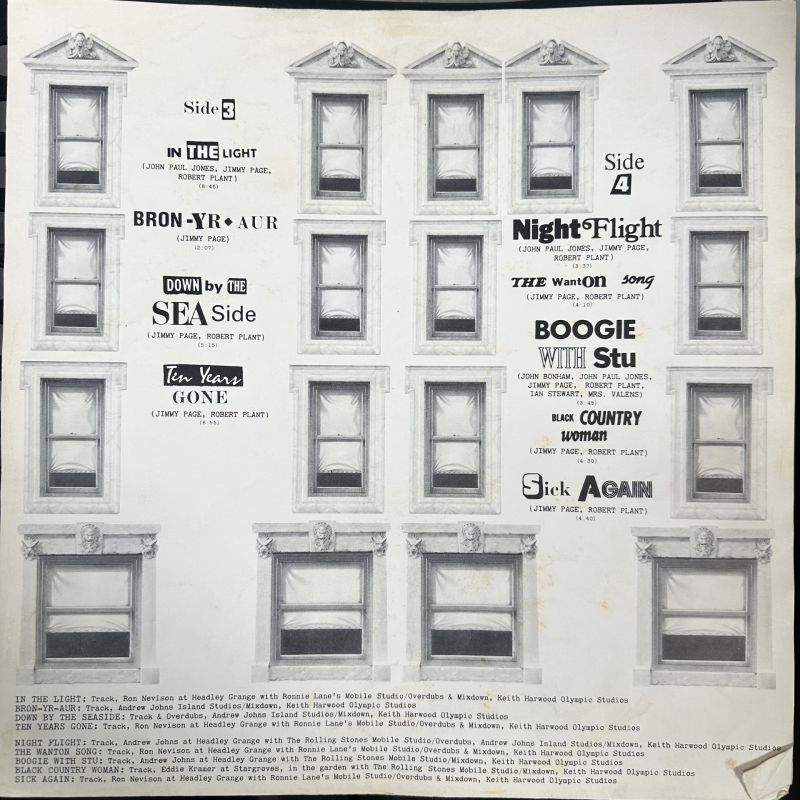 Side 3
IN THE LIGHT
(JOHN PAUL JONES, JIMMY PAGE,
ROBERT PLANT)
(8:46)
BRON-YR◆AUR
(JIMMY PAGE)
(2:07)
DOWN by THE
SEA Side
(JIMMY PAGE, ROBERT PLANT)
(5:15)
Ten Years
GONE
(JIMMY PAGE, ROBERT PLANT)
(6:55)
Side
4
Night Flight
(JOHN PAUL JONES, JIMMY PAGE,
ROBERT PLANT)
(3:37)
THE WantON song
(JIMMY PAGE, ROBERT PLANT)
(4:10)
BOOGIE
WITH Stu
(JOHN BONHAM, JOHN PAUL JONES,
JIMMY PAGE, ROBERT PLANT,
IAN STEWART, MRS. VALENS)
(3:45)
BLACK COUNTRY
woman
(JIMMY PAGE, ROBERT PLANT)
(4:30)
Sick AGAIN
(JIMMY PAGE, ROBERT PLANT)
(4:40)
IN THE LIGHT: Track, Ron Nevison at Headley Grange with Ronnie Lane's Mobile Studio/Overdubs & Mixdown, Keith Harwood Olympic Studios
BRON-YR-AUR: Track, Andrew Johns Island Studios/Mixdown, Keith Harwood Olympic Studios
DOWN BY THE SEASIDE: Track & Overdubs, Andrew Johns Island Studios/Mixdown, Keith Harwood Olympic Studios
TEN YEARS GONE: Track, Ron Nevison at Headley Grange with Ronnie Lane's Mobile Studio/Overdubs & Mixdown, Keith Harwood Olympic Studios
NIGHT FLIGHT: Track, Andrew Johns at Headley Grange with The Rolling Stones Mobile Studio/Overdubs, Andrew Johns Island Studios/Mixdown, Keith Harwood Olympic Studios
THE WANTON SONG: Track, Ron Nevison at Headley Grange with Ronnie Lane's Mobile Studio/Overdubs & Mixdown, Keith Harwood Olympic Studios
BOOGIE WITH STU: Track, Andrew Johns at Headley Grange with The Rolling Stones Mobile Studio/Mixdown, Keith Harwood Olympic Studios
BLACK COUNTRY WOMAN: Track, Eddie Kramer at Stargroves, in the garden with The Rolling Stones Mobile Studio/Mixdown, Keith Harwood Olympic Studios
SICK AGAIN: Track, Ron Nevison at Headley Grange with Ronnie Lane's Mobile Studio/Overdubs & Mixdown, Keith Harwood Olympic Studios